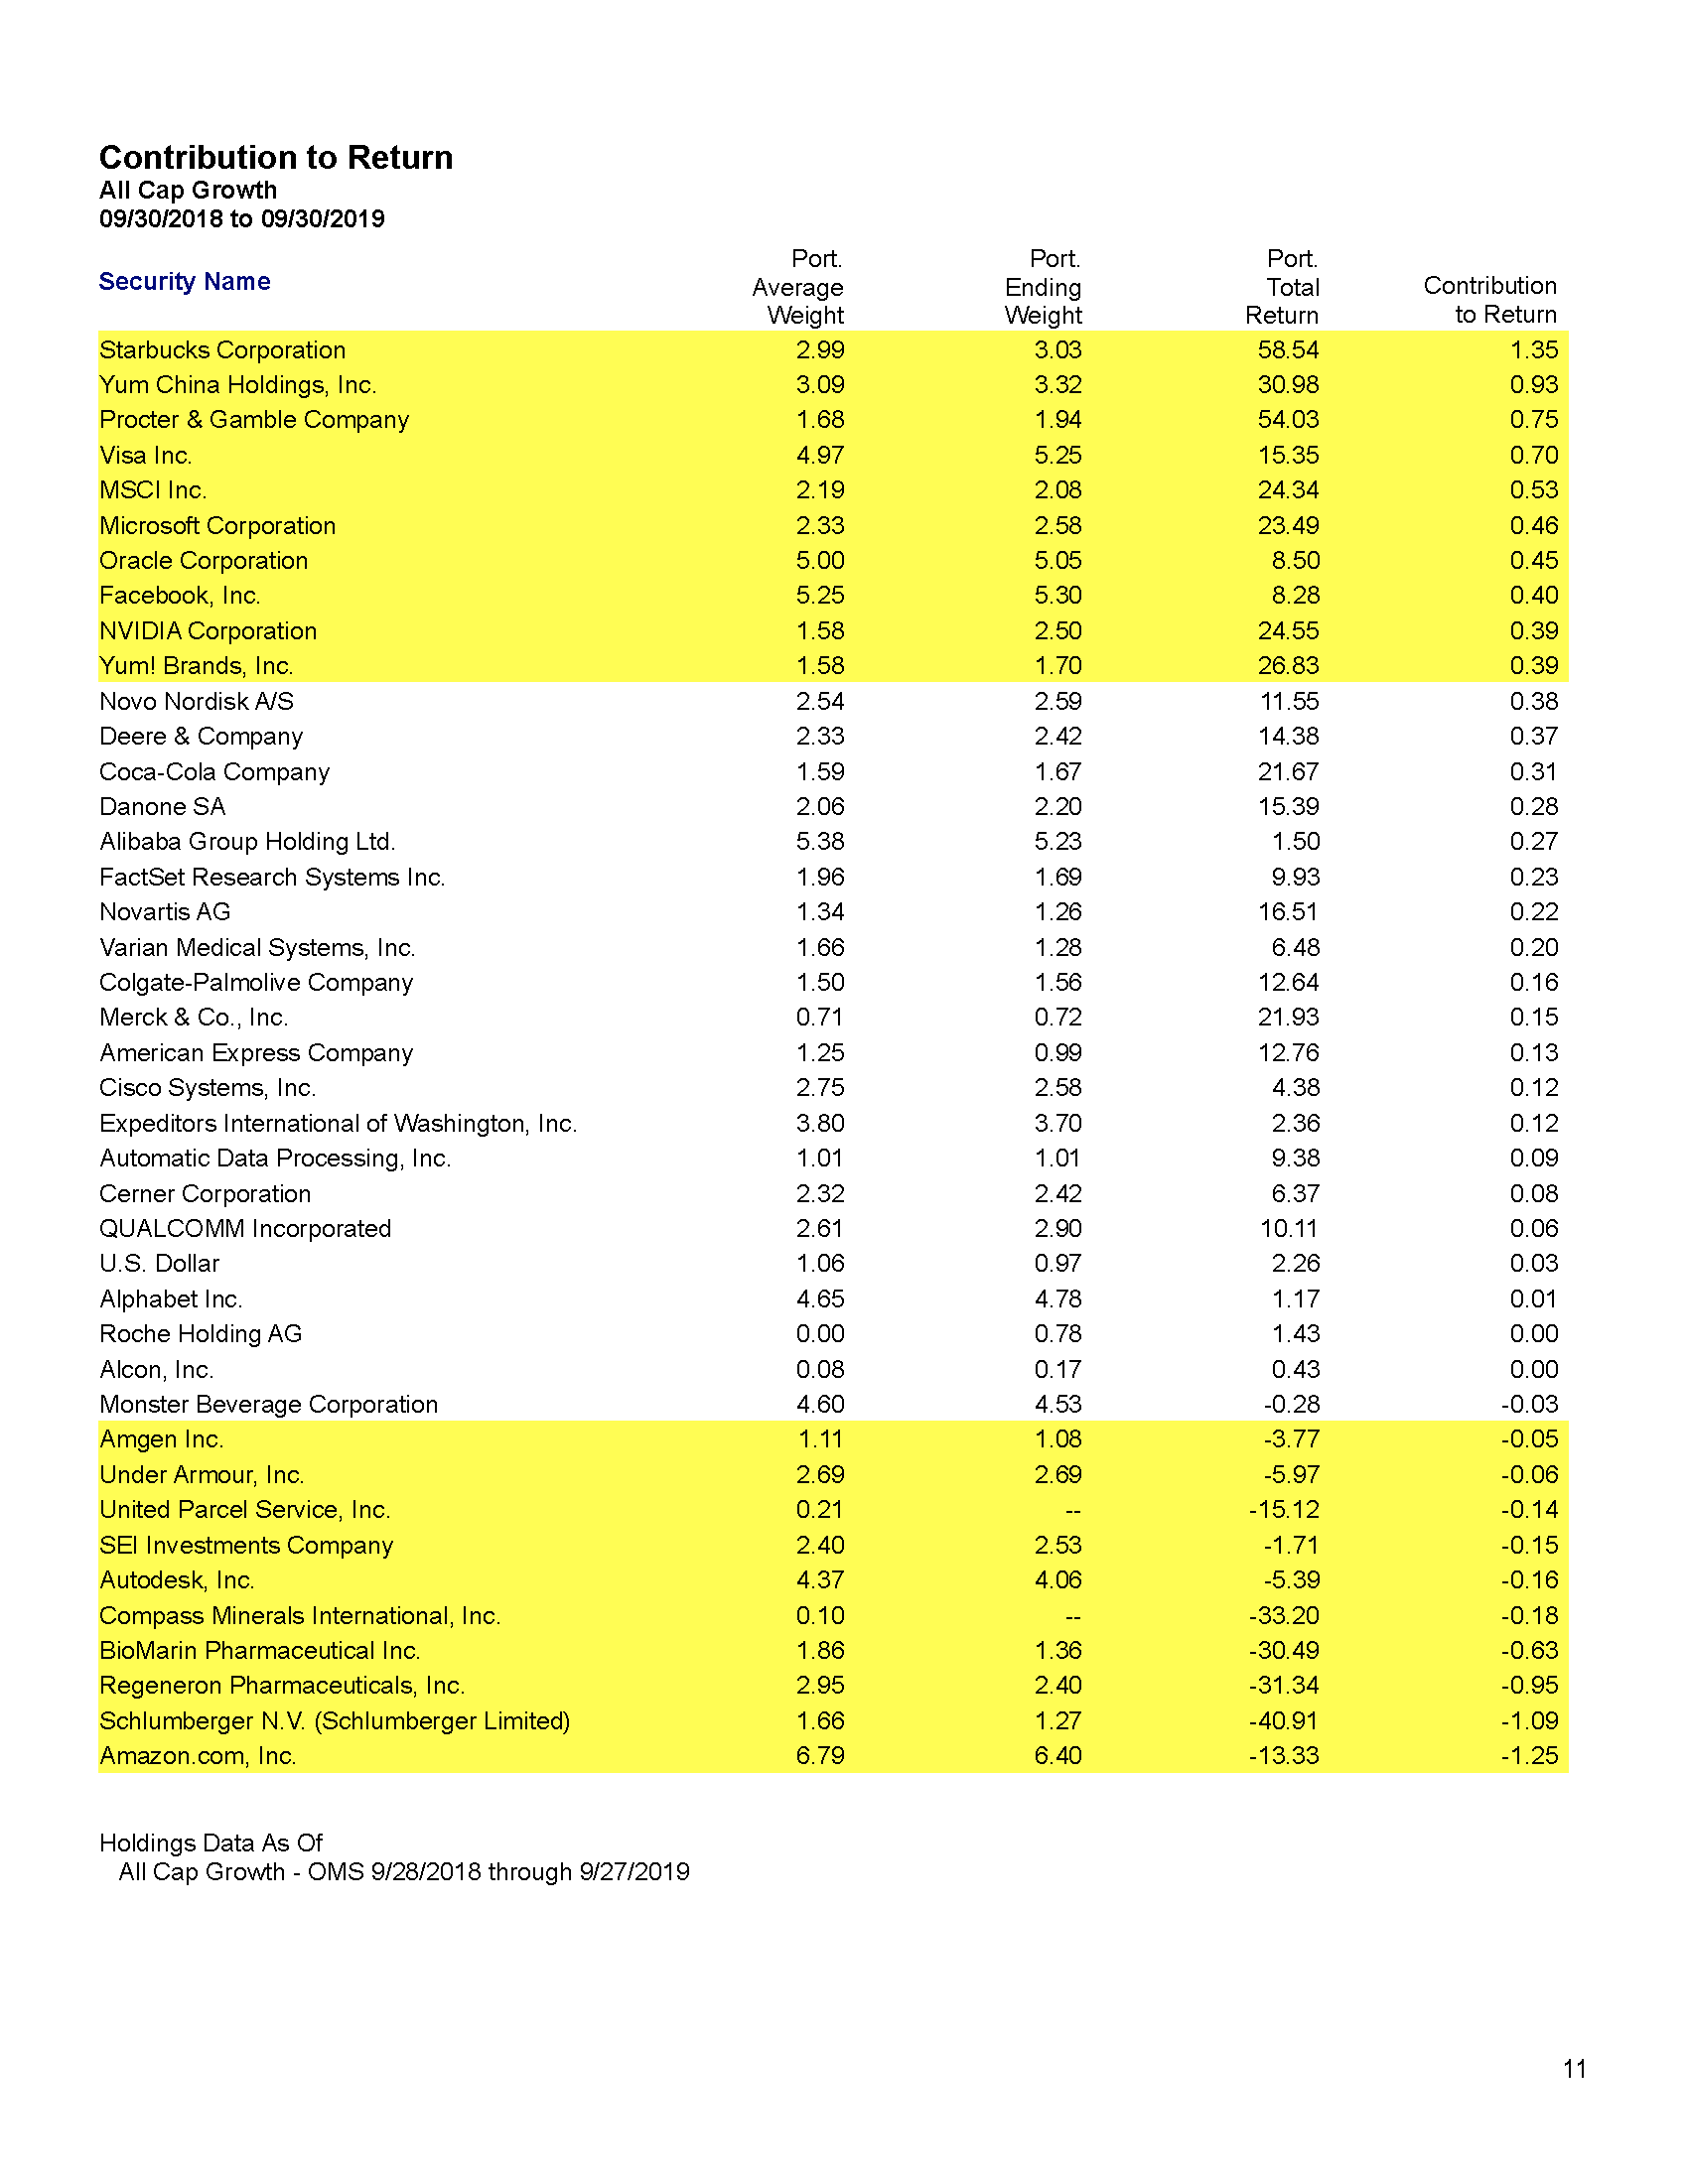 Contribution to Return
All Cap Growth
09/30/2018 to 09/30/2019
Security Name Port. Average Weight Port. Ending Weight Port. Total Return Contribution to Return
Starbucks Corporation 2.99 3.03 58.54 1.35
Yum China Holdings, Inc. 3.09 3.32 30.98 0.93
Procter & Gamble Company 1.68 1.94 54.03 0.75
Visa Inc. 4.97 5.25 15.35 0.70
MSCI Inc. 2.19 2.08 24.34 0.53
Microsoft Corporation 2.33 2.58 23.49 0.46
Oracle Corporation 5.00 5.05 8.50 0.45
Facebook, Inc. 5.25 5.30 8.28 0.40
NVIDIA Corporation 1.58 2.50 24.55 0.39
Yum! Brands, Inc. 1.58 1.70 26.83 0.39
Novo Nordisk A/S 2.54 2.59 11.55 0.38
Deere & Company 2.33 2.42 14.38 0.37
Coca-Cola Company 1.59 1.67 21.67 0.31
Danone SA 2.06 2.20 15.39 0.28
Alibaba Group Holding Ltd. 5.38 5.23 1.50 0.27
FactSet Research Systems Inc. 1.96 1.69 9.93 0.23
Novartis AG 1.34 1.26 16.51 0.22
Varian Medical Systems, Inc. 1.66 1.28 6.48 0.20
Colgate-Palmolive Company 1.50 1.56 12.64 0.16
Merck & Co., Inc. 0.71 0.72 21.93 0.15
American Express Company 1.25 0.99 12.76 0.13
Cisco Systems, Inc. 2.75 2.58 4.38 0.12
Expeditors International of Washington, Inc. 3.80 3.70 2.36 0.12
Automatic Data Processing, Inc. 1.01 1.01 9.38 0.09
Cerner Corporation 2.32 2.42 6.37 0.08
QUALCOMM Incorporated 2.61 2.90 10.11 0.06
U.S. Dollar 1.06 0.97 2.26 0.03
Alphabet Inc. 4.65 4.78 1.17 0.01
Roche Holding AG 0.00 0.78 1.43 0.00
Alcon, Inc. 0.08 0.17 0.43 0.00
Monster Beverage Corporation 4.60 4.53 -0.28 -0.03
Amgen Inc. 1.11 1.08 -3.77 -0.05
Under Armour, Inc. 2.69 2.69 -5.97 -0.06
United Parcel Service, Inc. 0.21 -- -15.12 -0.14
SEI Investments Company 2.40 2.53 -1.71 -0.15
Autodesk, Inc. 4.37 4.06 -5.39 -0.16
Compass Minerals International, Inc. 0.10 -- -33.20 -0.18
BioMarin Pharmaceutical Inc. 1.86 1.36 -30.49 -0.63
Regeneron Pharmaceuticals, Inc. 2.95 2.40 -31.34 -0.95
Schlumberger N.V. (Schlumberger Limited) 1.66 1.27 -40.91 -1.09
Amazon.com, Inc. 6.79 6.40 -13.33 -1.25
Holdings Data As Of
All Cap Growth - OMS 9/28/2018 through 9/27/2019
11